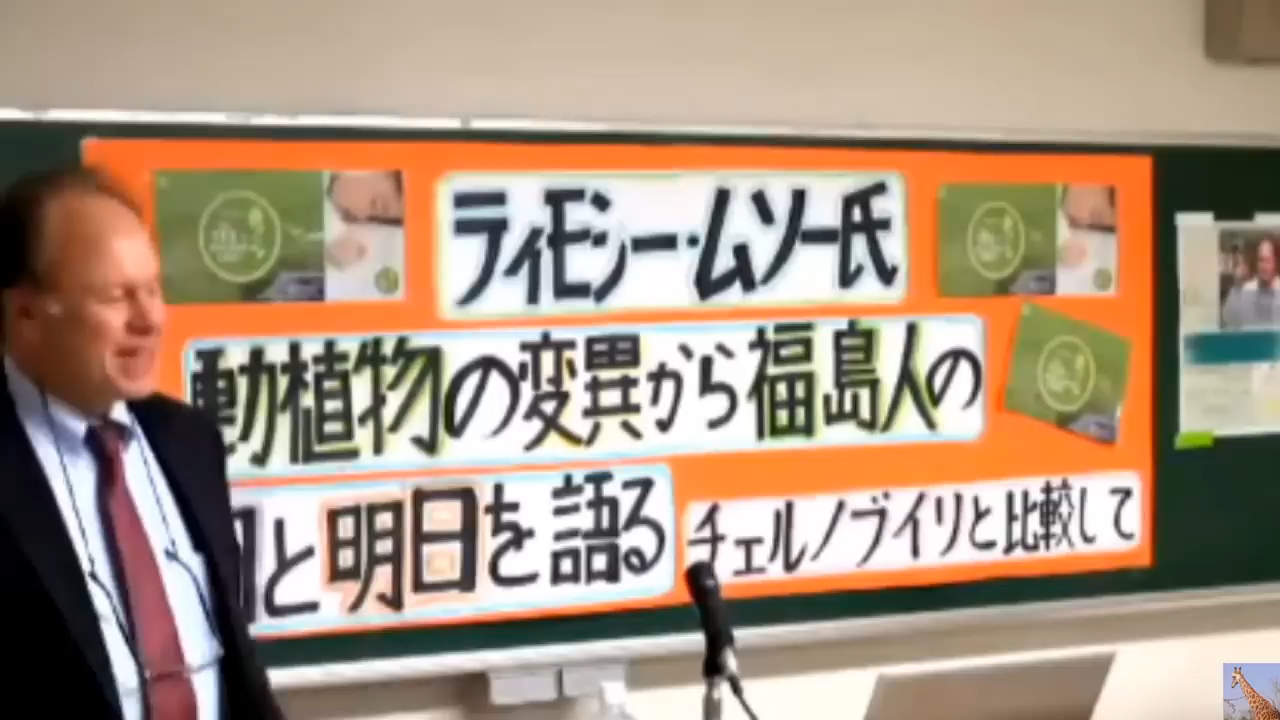 ティモシー・ムソー氏
動植物の変異から福島人の
と明日を語る チェルノブイリと比較して